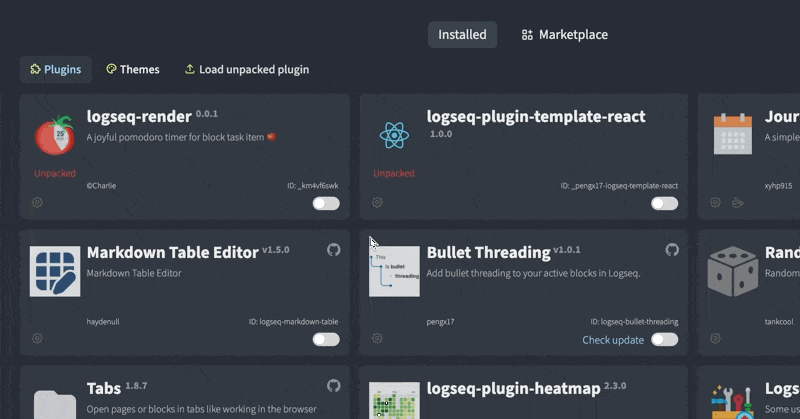 Installed
Marketplace
Plugins
Themes
Load unpacked plugin
logseq-render 0.0.1
A joyful pomodoro timer for block task item
25
Unpacked
©Charlie
ID: _km4vf6swk
logseq-plugin-template-react
1.0.0
Unpacked
ID: _pengx17-logseq-template-react
Jour
A simple
xyhp915
Markdown Table Editor v1.5.0
Markdown Table Editor
haydenull
ID: logseq-markdown-table
Bullet Threading v1.0.1
Add bullet threading to your active blocks in Logseq.
This
is bullet
threading
pengx17
ID: logseq-bullet-threading
Check update
Rand
Random
tankcool
Tabs 1.8.7
Open pages or blocks in tabs like working in the browser
logseq-plugin-heatmap 2.3.0
Logs
Some us